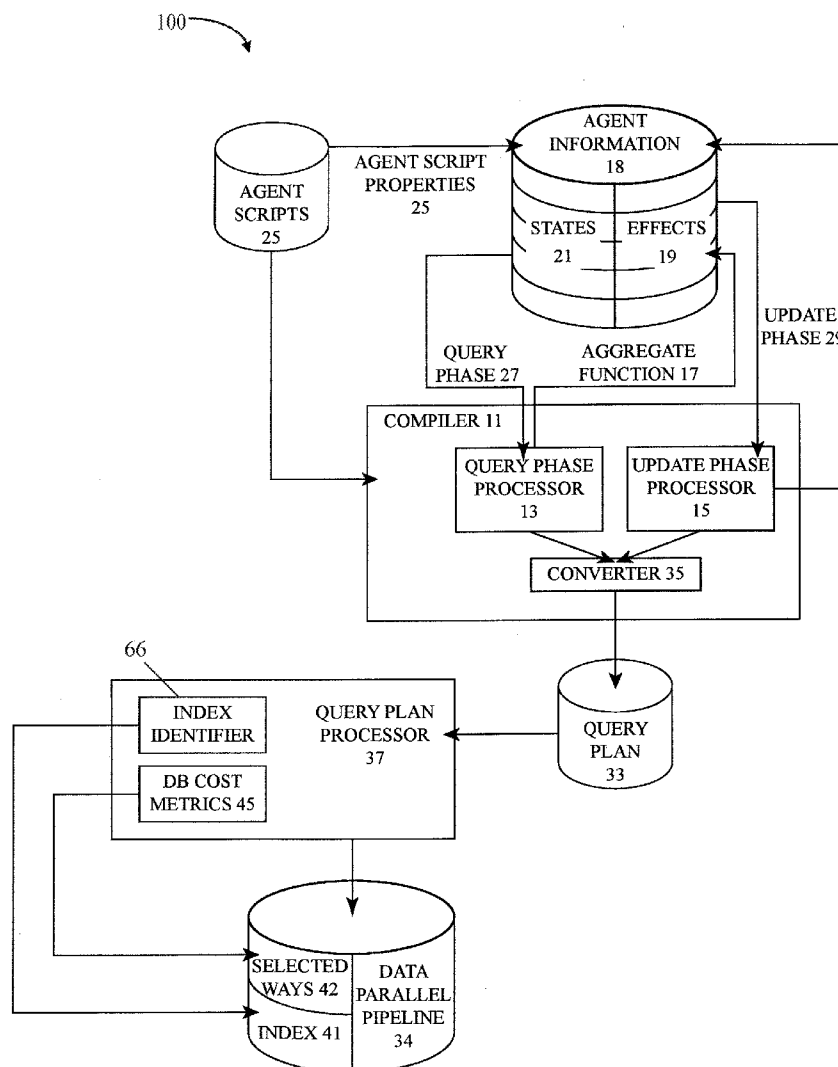 100
AGENT
INFORMATION
18
AGENT SCRIPT
PROPERTIES
25
AGENT
SCRIPTS
25
STATES
21
EFFECTS
19
UPDATE
PHASE 29
QUERY
PHASE 27
AGGREGATE
FUNCTION 17
COMPILER 11
QUERY PHASE
PROCESSOR
13
UPDATE PHASE
PROCESSOR
15
CONVERTER 35
66
INDEX
IDENTIFIER
QUERY PLAN
PROCESSOR
37
QUERY
PLAN
33
DB COST
METRICS 45
SELECTED
WAYS 42
INDEX 41
DATA
PARALLEL
PIPELINE
34